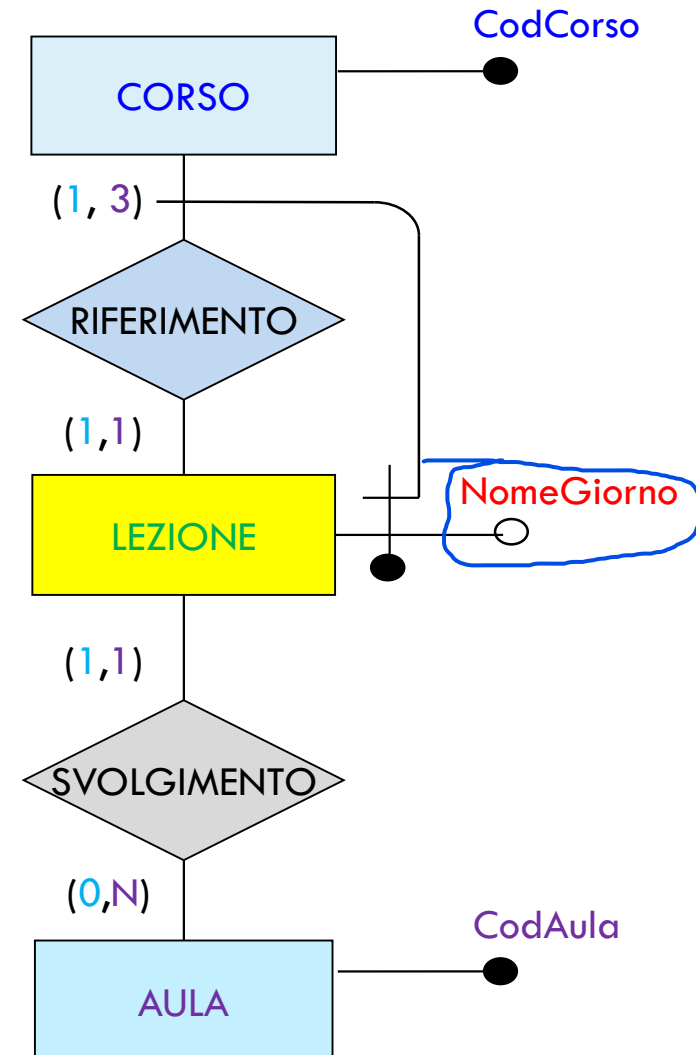 CodCorso
CORSO
(1, 3)
RIFERIMENTO
(1,1)
NomeGiorno
LEZIONE
(1,1)
SVOLGIMENTO
(0,N)
CodAula
AULA